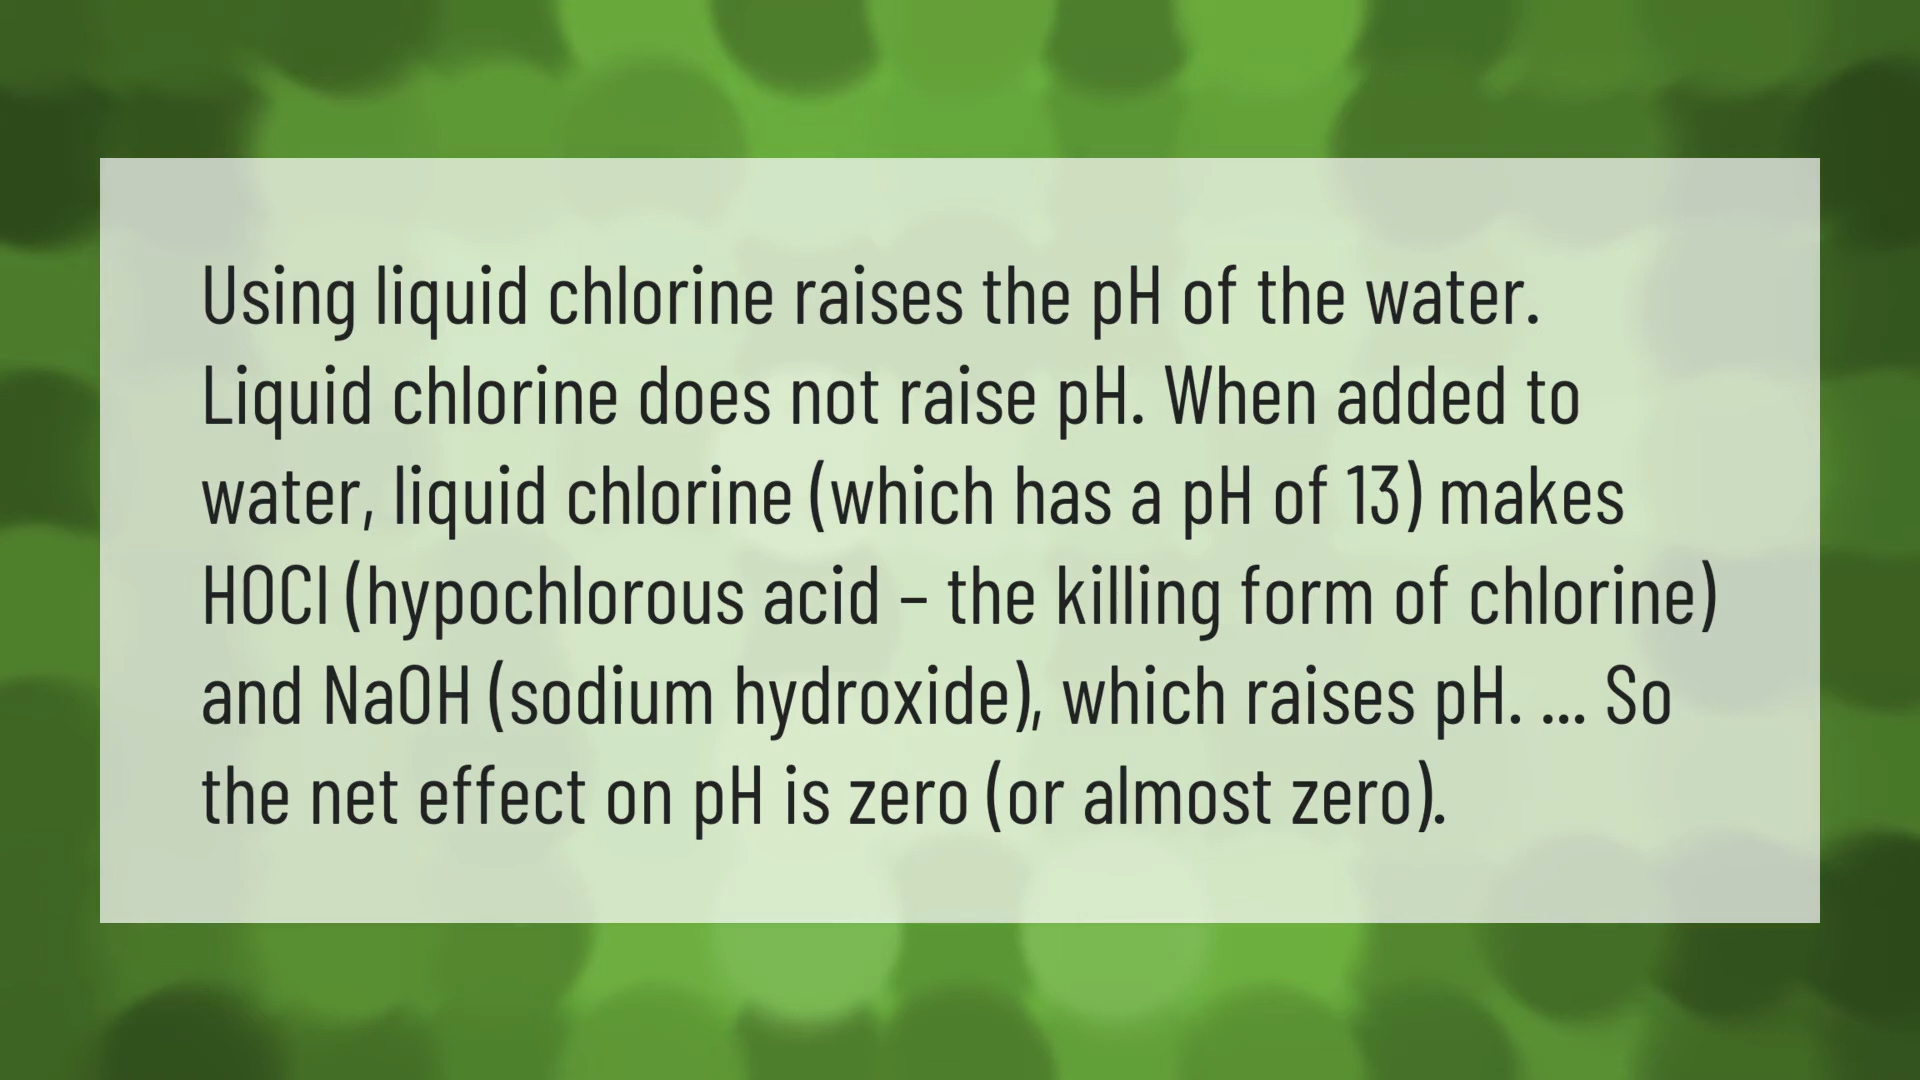 Using liquid chlorine raises the pH of the water.
Liquid chlorine does not raise pH. When added to
water, liquid chlorine (which has a pH of 13) makes
HOCl (hypochlorous acid – the killing form of chlorine)
and NaOH (sodium hydroxide), which raises pH. ... So
the net effect on pH is zero (or almost zero).